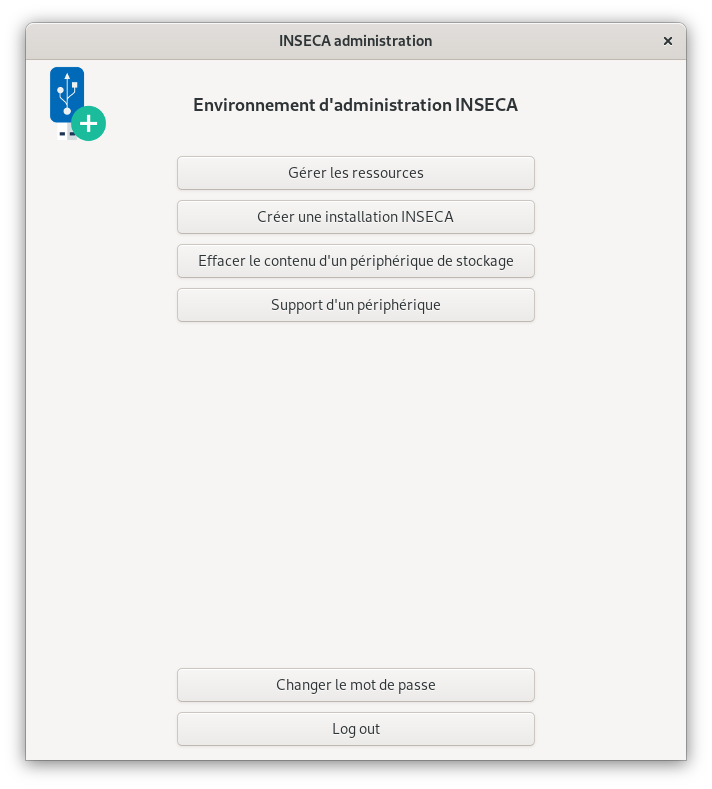 INSECA administration
Environnement d'administration INSECA
Gérer les ressources
Créer une installation INSECA
Effacer le contenu d'un périphérique de stockage
Support d'un périphérique
Changer le mot de passe
Log out